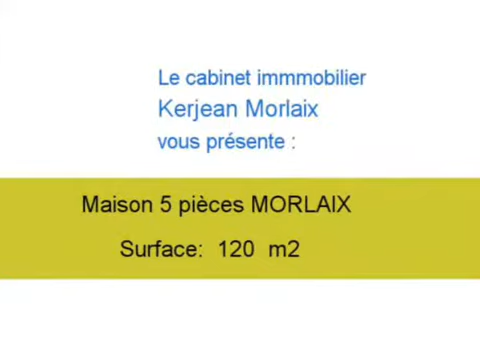 Le cabinet immmobilier
Kerjean Morlaix
vous présente :
Maison 5 pièces MORLAIX
Surface: 120 m2